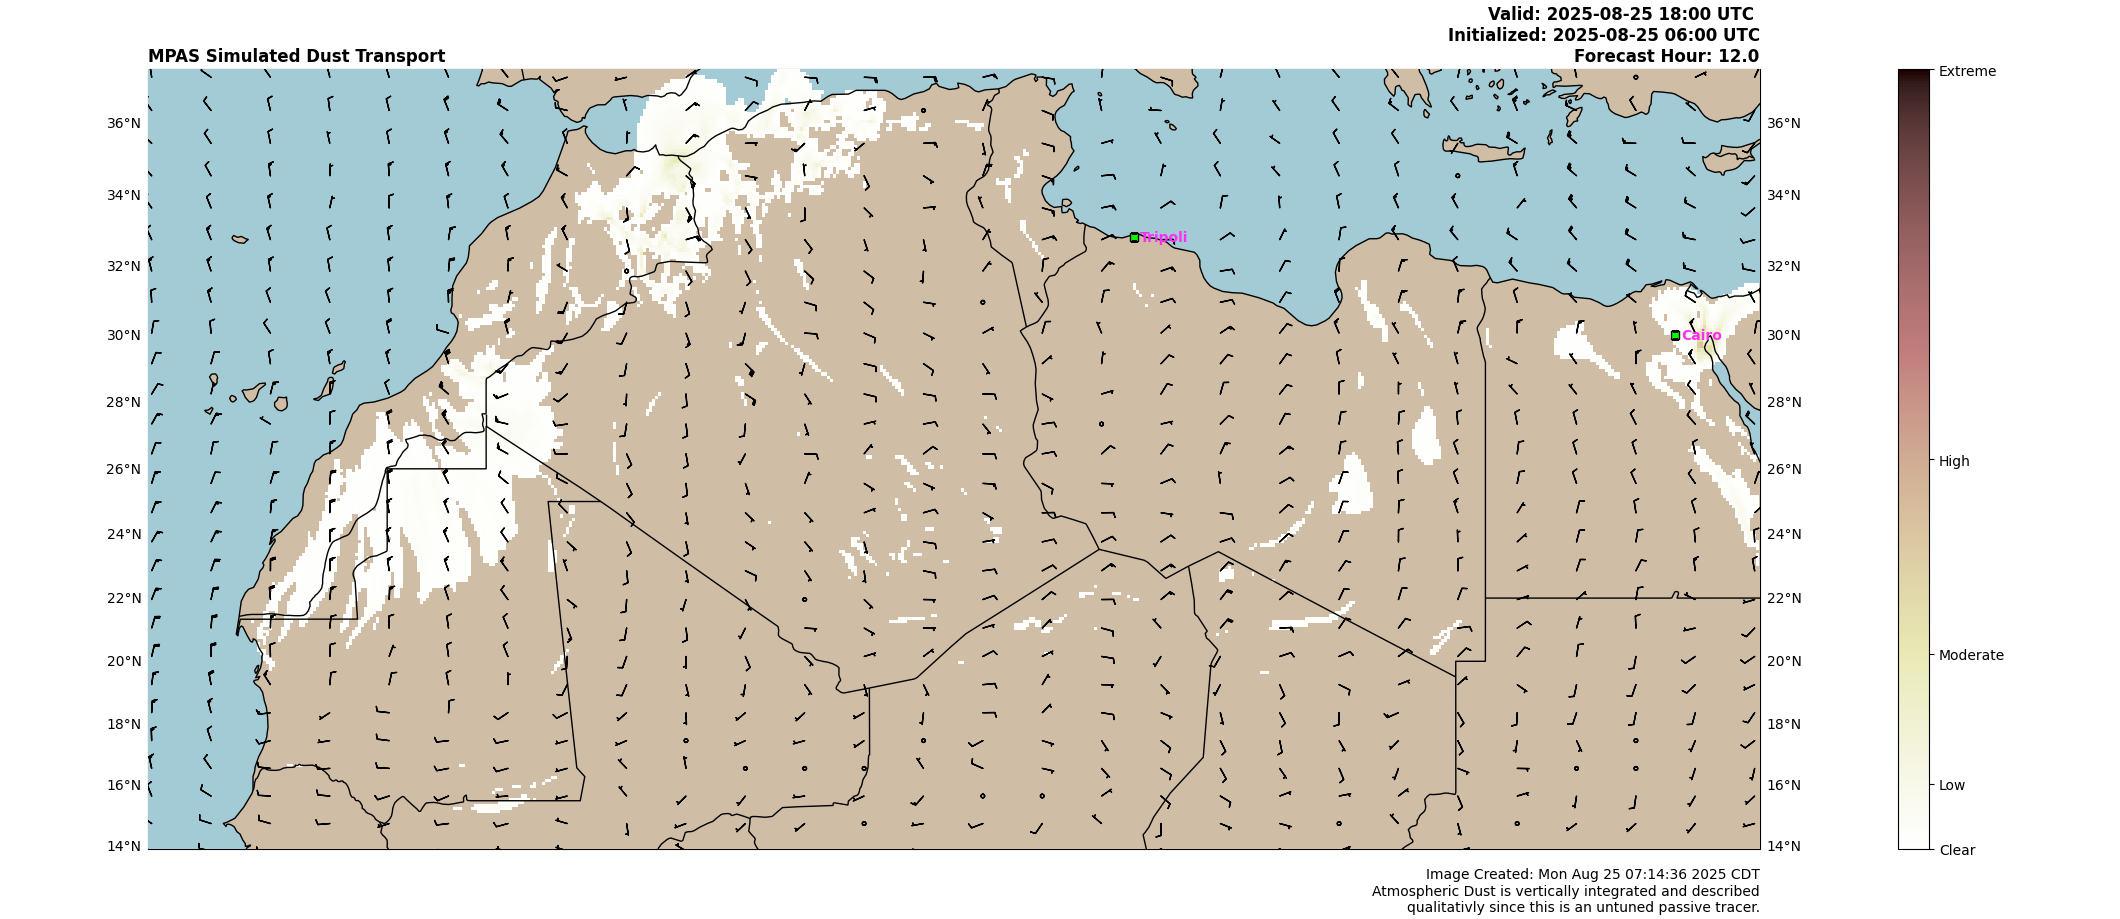 Valid: 2025-08-25 18:00 UTC
Initialized: 2025-08-25 06:00 UTC
MPAS Simulated Dust Transport
Forecast Hour: 12.0
Extreme
36°N
36°N
34°N
34°N
Tripoli
32°N
32°N
30°N
Cairo
30°N
28°N
28°N
26°N
26°N
High
24°N
24°N
22°N
22°N
20°N
20°N
Moderate
18°N
18°N
16°N
16°N
Low
14°N
14°N
Clear
Image Created: Mon Aug 25 07:14:36 2025 CDT
Atmospheric Dust is vertically integrated and described
qualitativly since this is an untuned passive tracer.